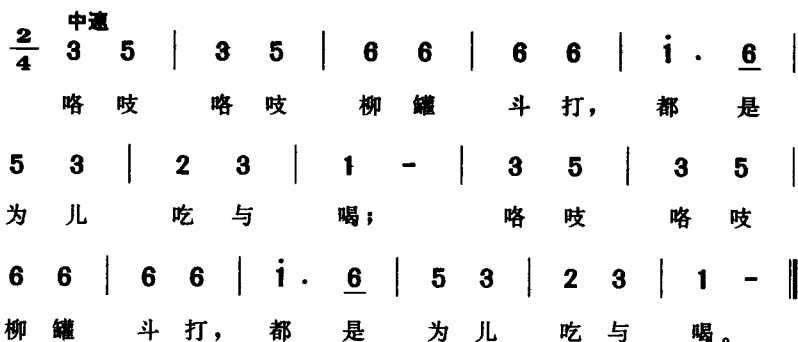 中速
2/4 3 5 | 3 5 | 6 6 | 6 6 | i̇ . 6̲ |
咯吱 咯吱 柳罐 斗打， 都是
5 3 | 2 3 | 1 - | 3 5 | 3 5 |
为儿 吃与 喝； 咯吱 咯吱
6 6 | 6 6 | i̇ . 6̲ | 5 3 | 2 3 | 1 - ‖
柳罐 斗打， 都是 为儿 吃与 喝。